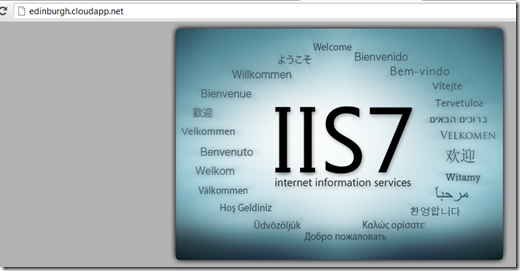 edinburgh.cloudapp.net
Welcome
ようこそ
Bienvenido
Willkommen
Bem-vindo
Bienvenue
Vítejte
歡迎
Tervetuloa
ברוכים הבאים
Velkommen
VELKOMEN
IIS7
internet information services
Benvenuto
欢迎
Welkom
Witamy
Välkommen
مرحباً
Hoş Geldiniz
환영합니다
Üdvözöljük
Καλώς ορίσατε
Добро пожаловать